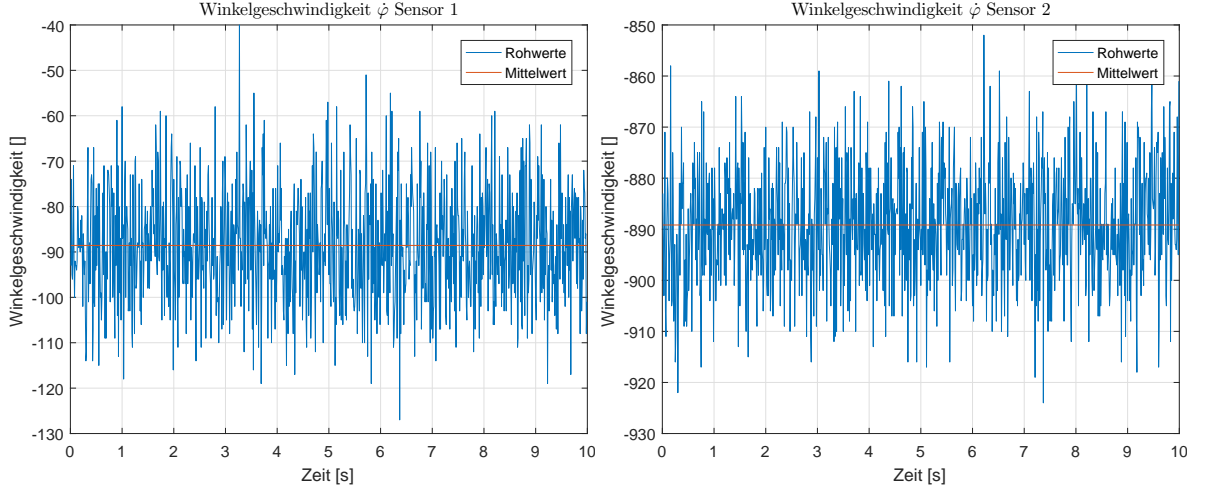 Winkelgeschwindigkeit φ̇ Sensor 1
-40
-50
-60
-70
-80
-90
-100
-110
-120
-130
Winkelgeschwindigkeit []
0 1 2 3 4 5 6 7 8 9 10
Zeit [s]
Rohwerte
Mittelwert
Winkelgeschwindigkeit φ̇ Sensor 2
-850
-860
-870
-880
-890
-900
-910
-920
-930
Winkelgeschwindigkeit []
0 1 2 3 4 5 6 7 8 9 10
Zeit [s]
Rohwerte
Mittelwert